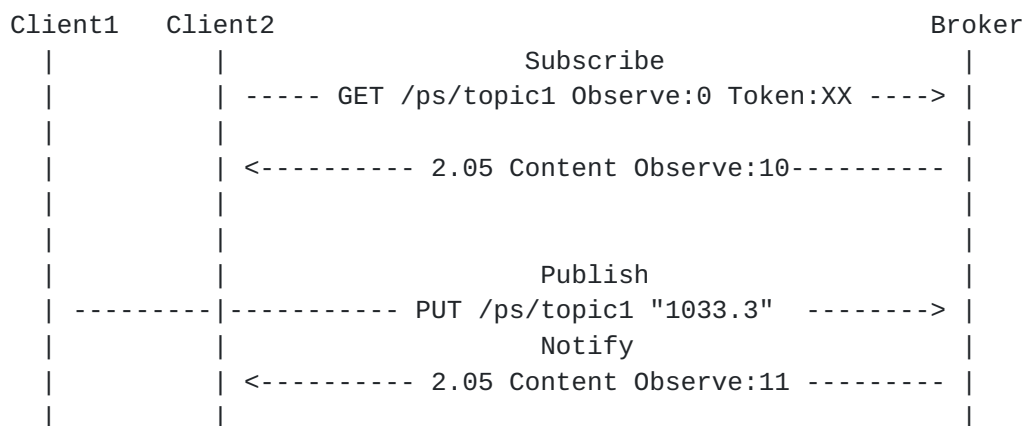 Client1   Client2                                      Broker
  |          |                  Subscribe                 |
  |          | ----- GET /ps/topic1 Observe:0 Token:XX ----> |
  |          |                                            |
  |          | <---------- 2.05 Content Observe:10---------- |
  |          |                                            |
  |          |                                            |
  |          |                   Publish                  |
  | ---------|----------- PUT /ps/topic1 "1033.3"  --------> |
  |          |                   Notify                   |
  |          | <---------- 2.05 Content Observe:11 --------- |
  |          |                                            |